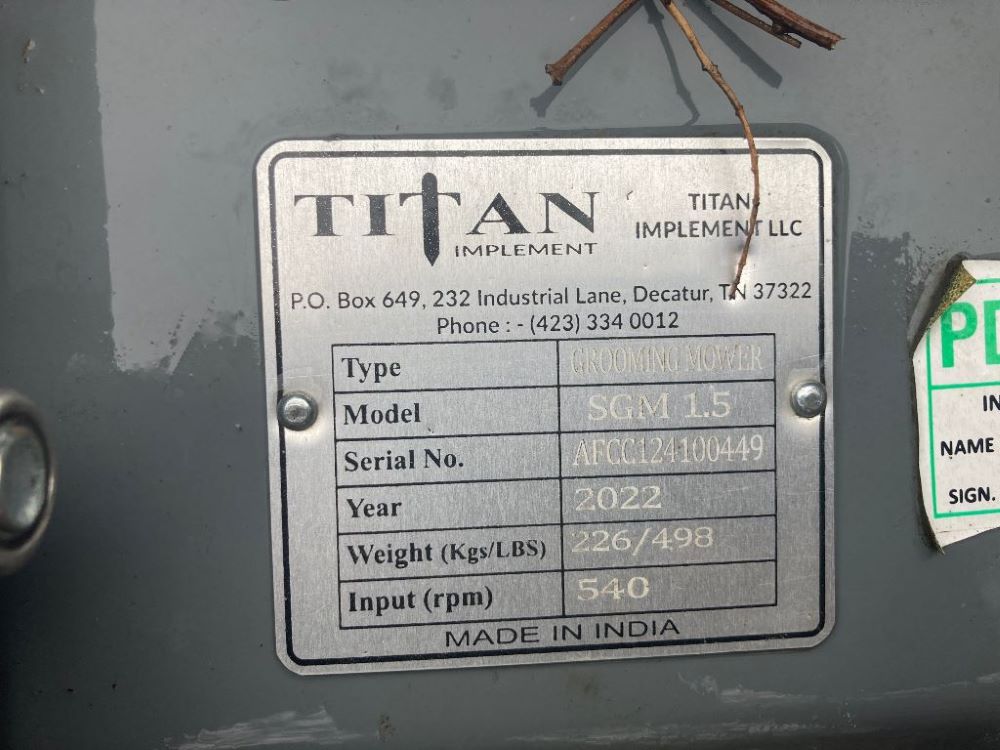 TITAN
IMPLEMENT
TITAN
IMPLEMENT LLC
P.O. Box 649, 232 Industrial Lane, Decatur, TN 37322
Phone : - (423) 334 0012
Type GROOMING MOWER
Model SGM 1.5
Serial No. AFCC124100449
Year 2022
Weight (Kgs/LBS) 226/498
Input (rpm) 540
MADE IN INDIA
PD
IN
NAME
SIGN.